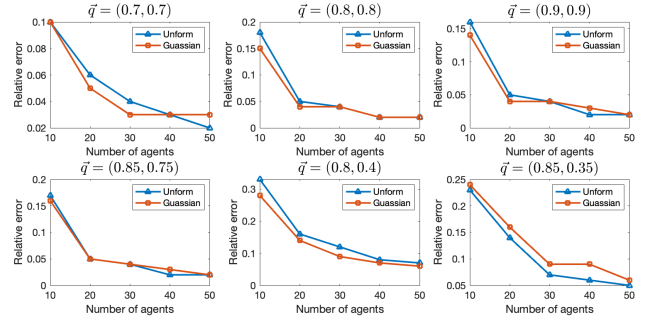 q⃗ = (0.7, 0.7)
0.1
0.08
0.06
0.04
0.02
Relative error
10 20 30 40 50
Number of agents
Unform
Guassian
q⃗ = (0.8, 0.8)
0.2
0.15
0.1
0.05
0
Relative error
10 20 30 40 50
Number of agents
Unform
Guassian
q⃗ = (0.9, 0.9)
0.15
0.1
0.05
0
Relative error
10 20 30 40 50
Number of agents
Unform
Guassian
q⃗ = (0.85, 0.75)
0.2
0.15
0.1
0.05
0
Relative error
10 20 30 40 50
Number of agents
Unform
Guassian
q⃗ = (0.8, 0.4)
0.3
0.2
0.1
0
Relative error
10 20 30 40 50
Number of agents
Unform
Guassian
q⃗ = (0.85, 0.35)
0.25
0.2
0.15
0.1
0.05
Relative error
10 20 30 40 50
Number of agents
Unform
Guassian